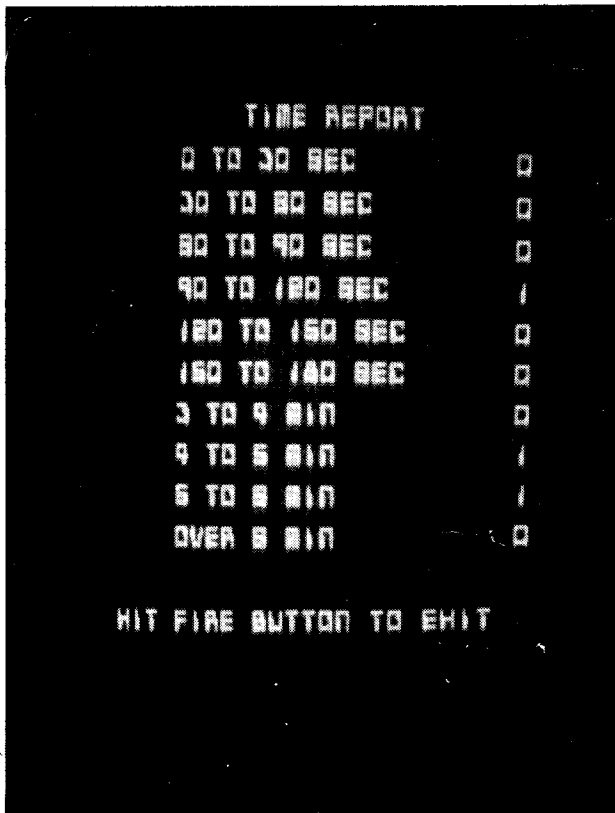 TIME REPORT
0 TO 30 SEC 0
30 TO 60 SEC 0
60 TO 90 SEC 0
90 TO 120 SEC 1
120 TO 150 SEC 0
150 TO 180 SEC 0
3 TO 4 MIN 0
4 TO 5 MIN 1
5 TO 6 MIN 1
OVER 6 MIN 0
HIT FIRE BUTTON TO EXIT